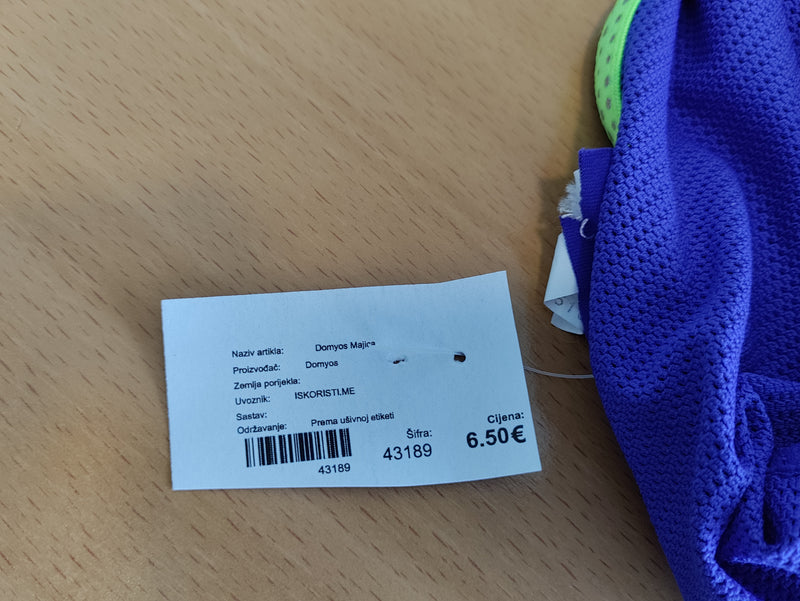 Naziv artikla: Domyos Majica
Proizvođač: Domyos
Zemlja porijekla:
Uvoznik: ISKORISTI.ME
Sastav:
Održavanje: Prema ušivnoj etiketi
43189
Šifra:
43189
Cijena:
6.50€